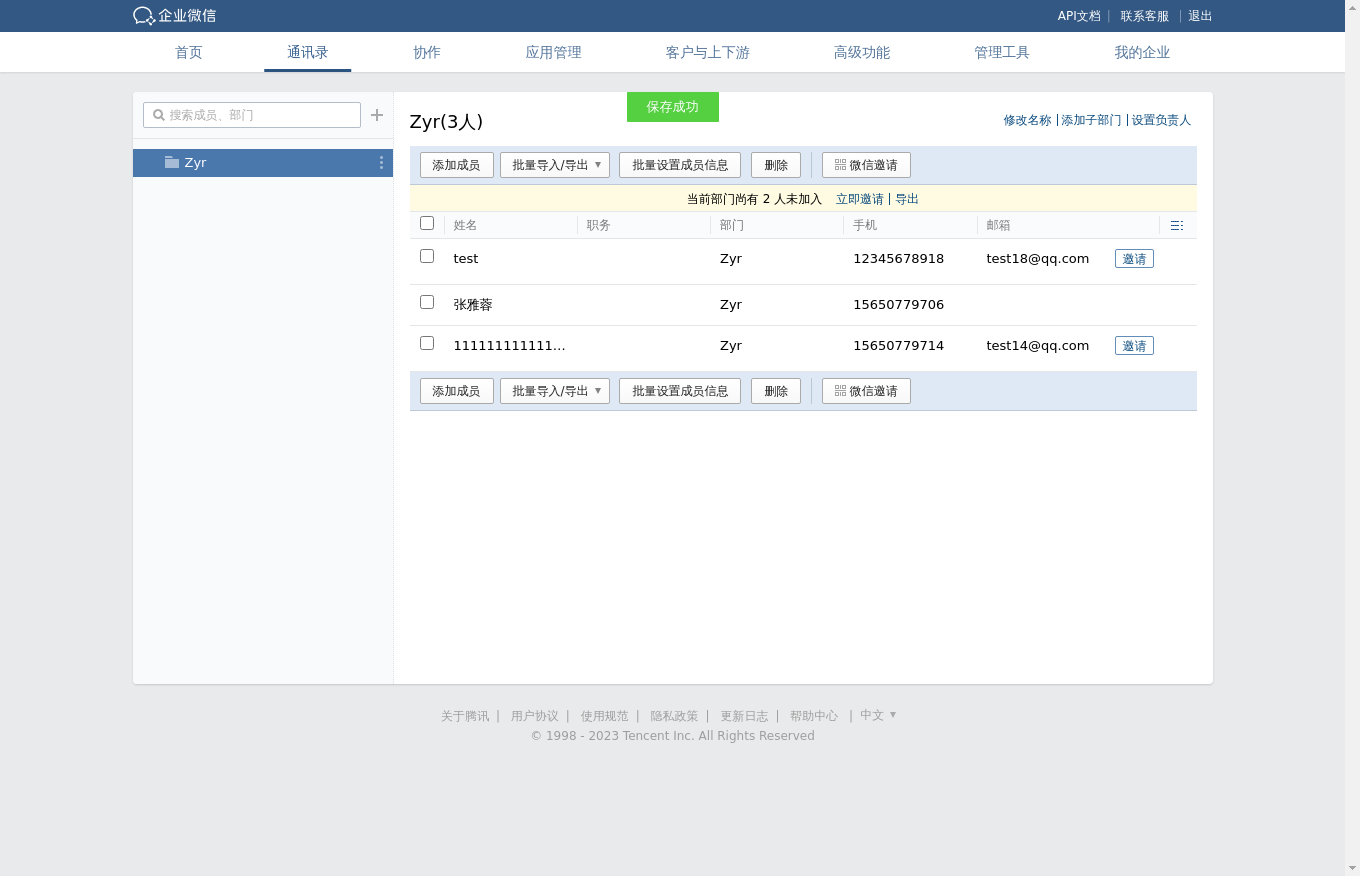 企业微信 API文档 | 联系客服 | 退出
首页 通讯录 协作 应用管理 客户与上下游 高级功能 管理工具 我的企业
保存成功
搜索成员、部门
Zyr
Zyr(3人) 修改名称 | 添加子部门 | 设置负责人
添加成员 批量导入/导出 ▼ 批量设置成员信息 删除 微信邀请
当前部门尚有 2 人未加入 立即邀请 | 导出
姓名 职务 部门 手机 邮箱
test Zyr 12345678918 test18@qq.com 邀请
张雅蓉 Zyr 15650779706
111111111111... Zyr 15650779714 test14@qq.com 邀请
添加成员 批量导入/导出 ▼ 批量设置成员信息 删除 微信邀请
关于腾讯 | 用户协议 | 使用规范 | 隐私政策 | 更新日志 | 帮助中心 | 中文 ▼
© 1998 - 2023 Tencent Inc. All Rights Reserved